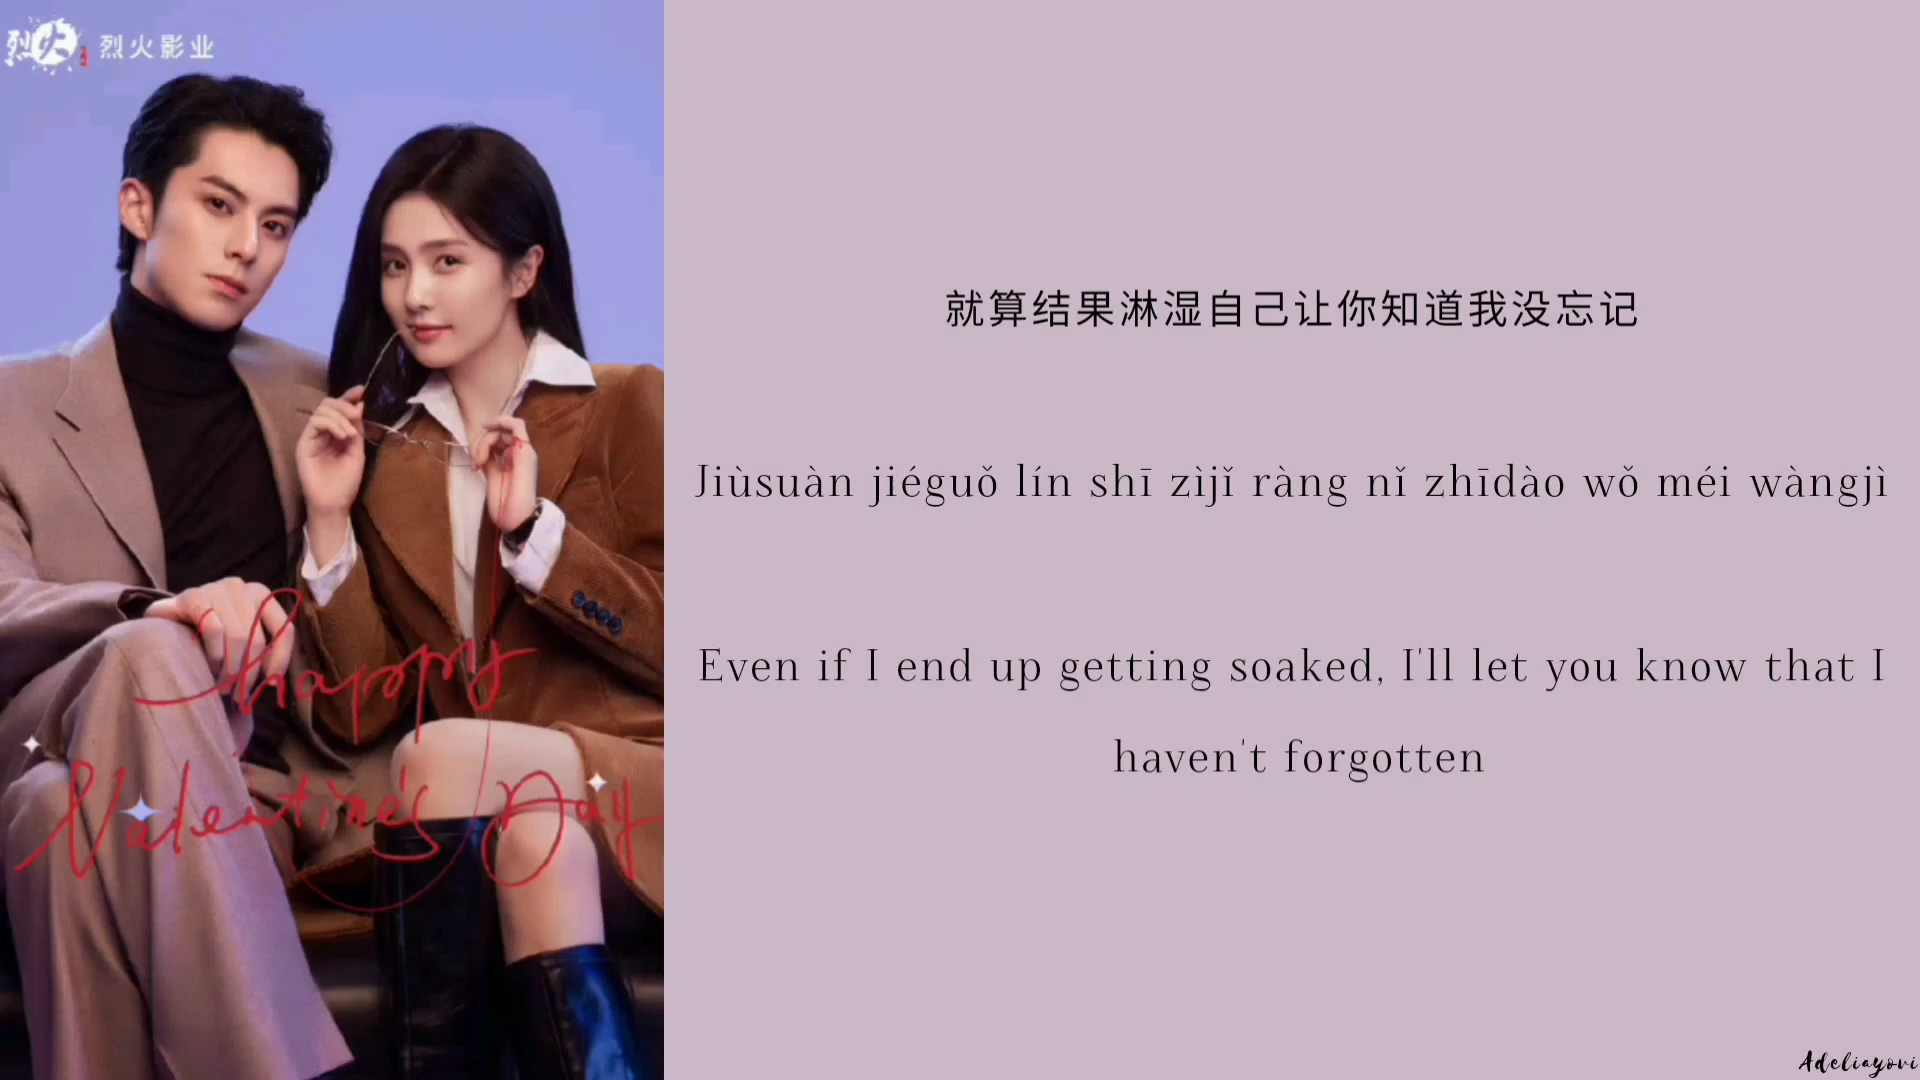 烈火 烈火影业
happy
Valentine's Day
就算结果淋湿自己让你知道我没忘记
Jiùsuàn jiéguǒ lín shī zìjǐ ràng nǐ zhīdào wǒ méi wàngjì
Even if I end up getting soaked, I'll let you know that I
haven't forgotten
Adeliayovi